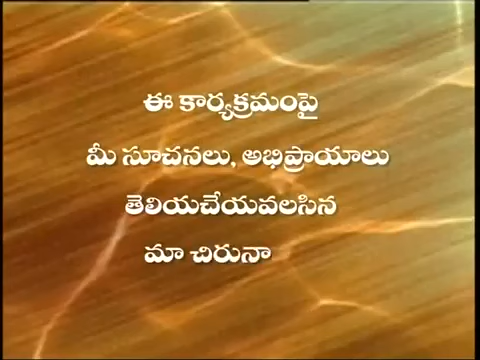 ఈ కార్యక్రమంపై
మీ సూచనలు, అభిప్రాయాలు
తెలియచేయవలసిన
మా చిరునా